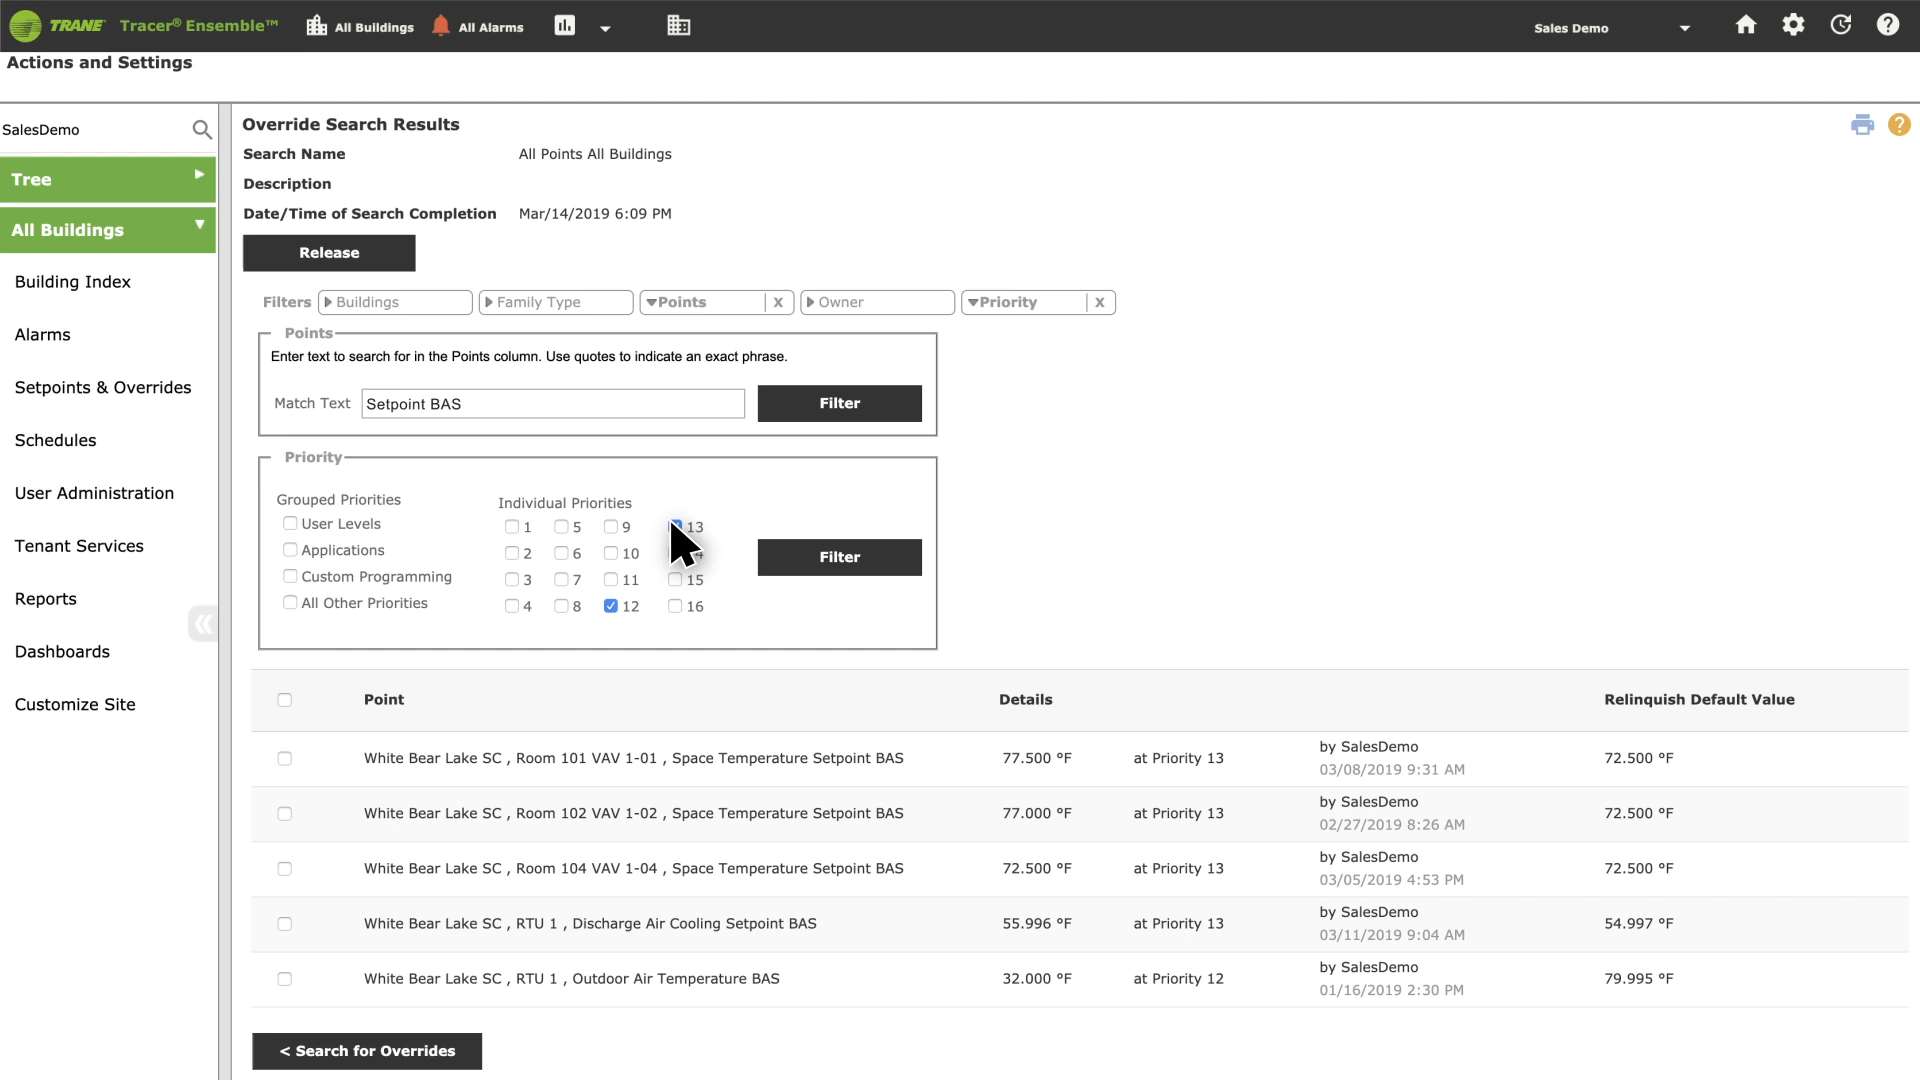 TRANE Tracer® Ensemble™ All Buildings All Alarms Sales Demo
Actions and Settings
SalesDemo
Tree
All Buildings
Building Index
Alarms
Setpoints & Overrides
Schedules
User Administration
Tenant Services
Reports
Dashboards
Customize Site
Override Search Results
Search Name All Points All Buildings
Description
Date/Time of Search Completion Mar/14/2019 6:09 PM
Release
Filters Buildings Family Type Points X Owner Priority X
Points
Enter text to search for in the Points column. Use quotes to indicate an exact phrase.
Match Text Setpoint BAS Filter
Priority
Grouped Priorities
User Levels
Applications
Custom Programming
All Other Priorities
Individual Priorities
1 5 9 13
2 6 10
3 7 11 15
4 8 12 16
Filter
Point Details Relinquish Default Value
White Bear Lake SC , Room 101 VAV 1-01 , Space Temperature Setpoint BAS 77.500 °F at Priority 13 by SalesDemo 72.500 °F
03/08/2019 9:31 AM
White Bear Lake SC , Room 102 VAV 1-02 , Space Temperature Setpoint BAS 77.000 °F at Priority 13 by SalesDemo 72.500 °F
02/27/2019 8:26 AM
White Bear Lake SC , Room 104 VAV 1-04 , Space Temperature Setpoint BAS 72.500 °F at Priority 13 by SalesDemo 72.500 °F
03/05/2019 4:53 PM
White Bear Lake SC , RTU 1 , Discharge Air Cooling Setpoint BAS 55.996 °F at Priority 13 by SalesDemo 54.997 °F
03/11/2019 9:04 AM
White Bear Lake SC , RTU 1 , Outdoor Air Temperature BAS 32.000 °F at Priority 12 by SalesDemo 79.995 °F
01/16/2019 2:30 PM
< Search for Overrides